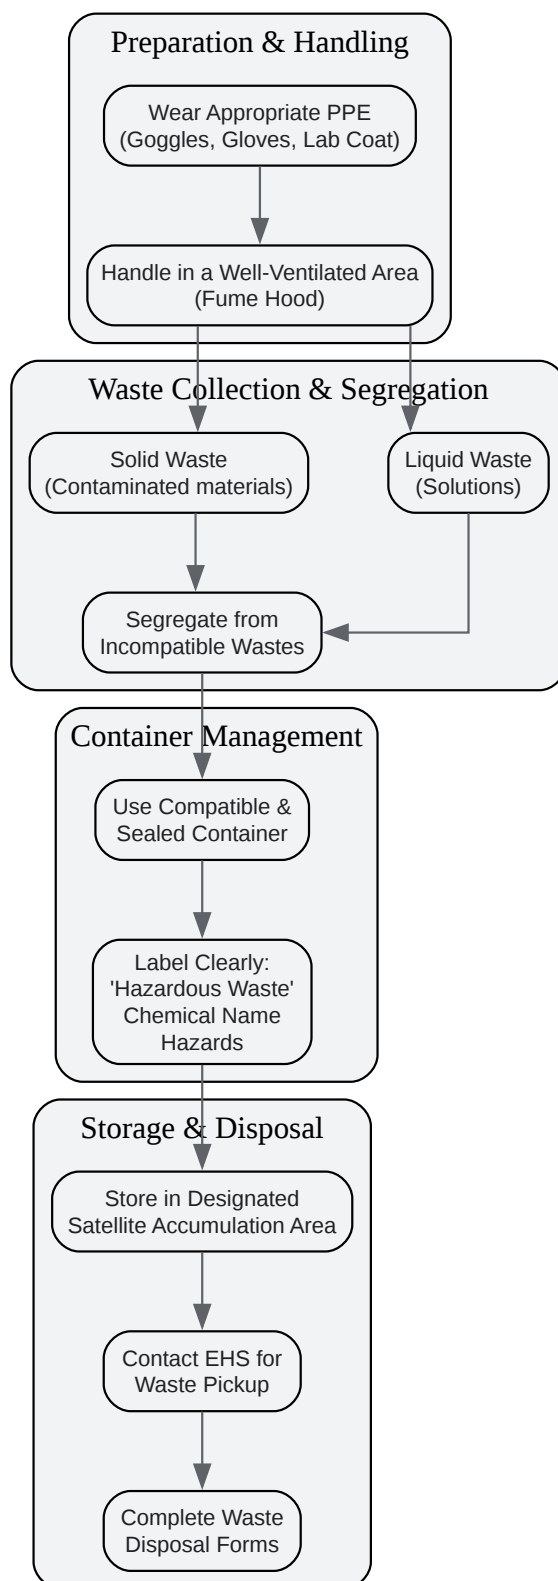 Preparation & Handling
Wear Appropriate PPE
(Goggles, Gloves, Lab Coat)
Handle in a Well-Ventilated Area
(Fume Hood)
Waste Collection & Segregation
Solid Waste
(Contaminated materials)
Liquid Waste
(Solutions)
Segregate from
Incompatible Wastes
Container Management
Use Compatible &
Sealed Container
Label Clearly:
'Hazardous Waste'
Chemical Name
Hazards
Storage & Disposal
Store in Designated
Satellite Accumulation Area
Contact EHS for
Waste Pickup
Complete Waste
Disposal Forms